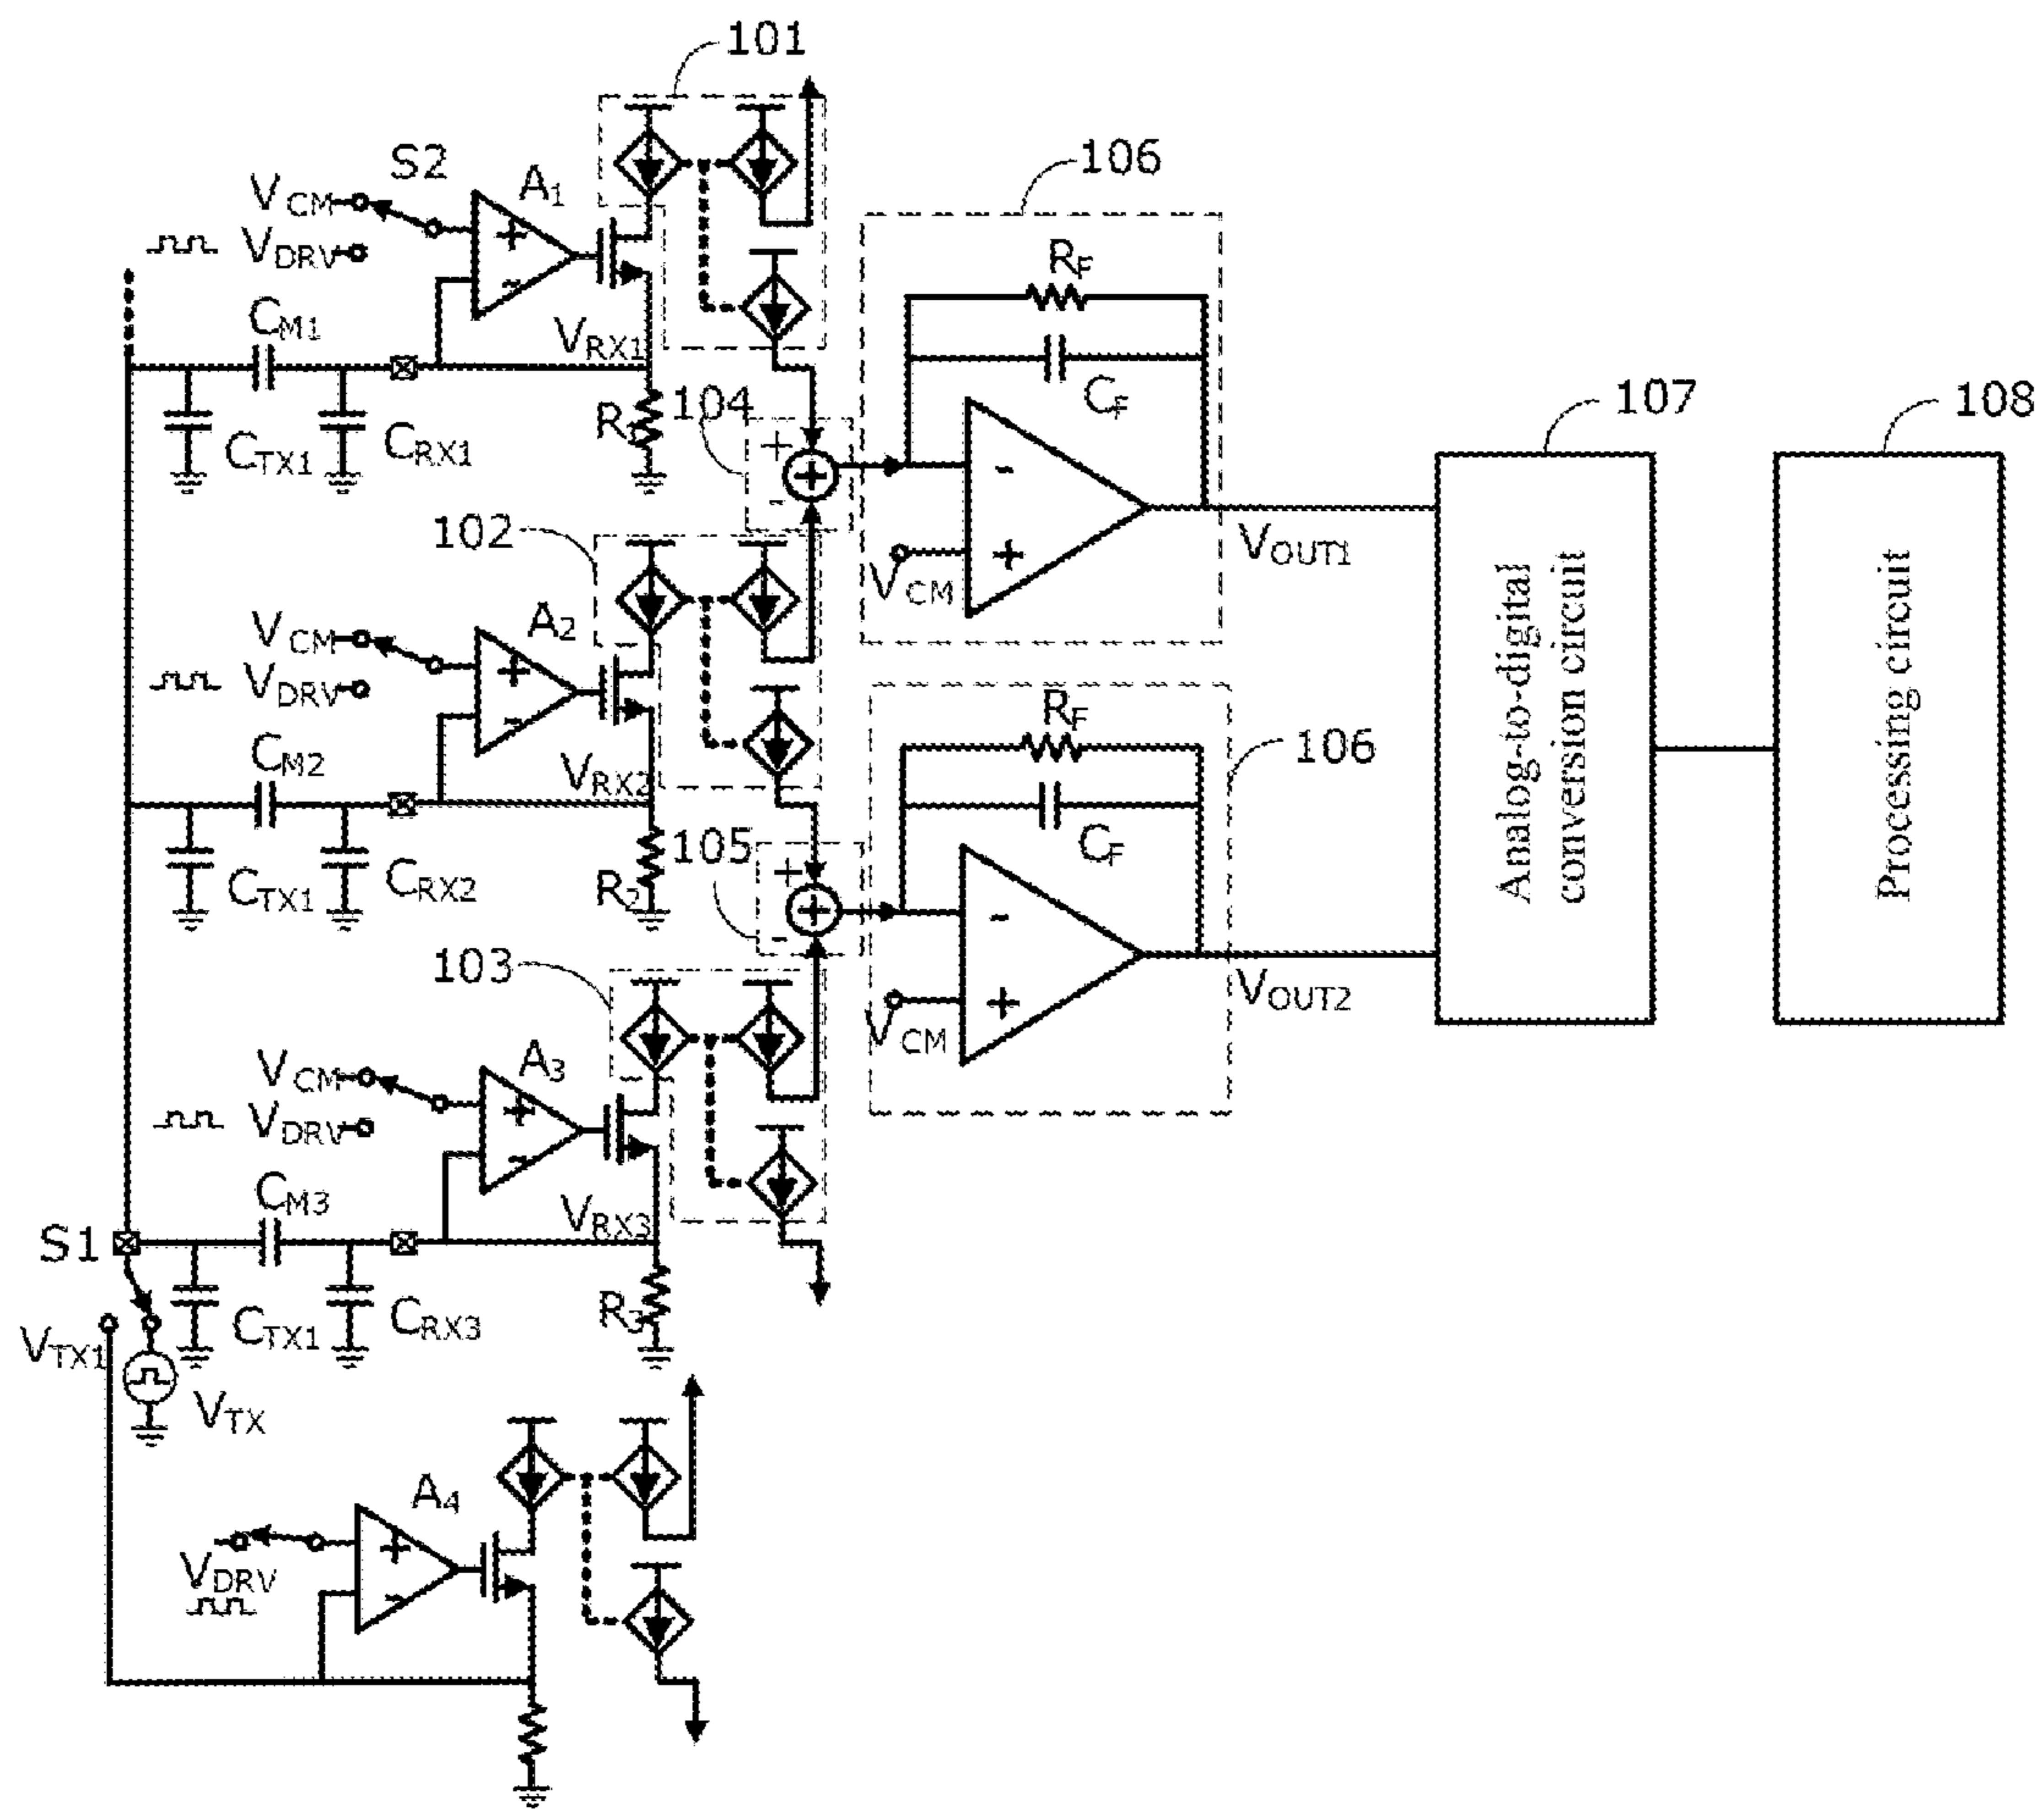 101
S2
A1
106
VCM
+
VDRV
-
RF
CM1
VRX1
CF
107
108
R1
104
+
CTX1
CRX1
+
-
-
102
VCM
+
VOUT1
Analog-to-digital
conversion circuit
Processing circuit
A2
VCM
+
VDRV
-
RF
106
CM2
VRX2
105
CF
+
CTX1
CRX2
R2
+
-
-
103
VCM
+
VOUT2
A3
VCM
+
VDRV
-
CM3
VRX3
S1
R3
CTX1
CRX3
VTX1
VTX
A4
+
VDRV
-